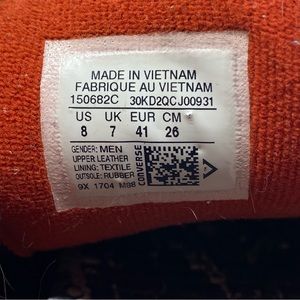 MADE IN VIETNAM
FABRIQUE AU VIETNAM
150682C 30KD2QCJ00931
US UK EUR CM
8 7 41 26
GENDER: MEN
UPPER LEATHER
LINING: TEXTILE
OUTSOLE: RUBBER
9X 1704 M98
CONVERSE